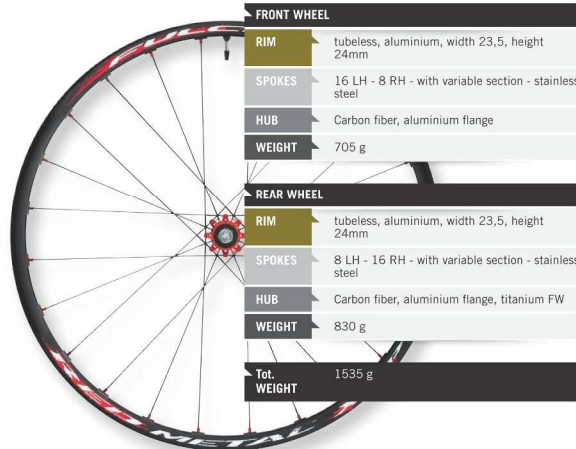 FULC
FRONT WHEEL
RIM tubeless, aluminium, width 23,5, height
24mm
SPOKES 16 LH - 8 RH - with variable section - stainless
steel
HUB Carbon fiber, aluminium flange
WEIGHT 705 g
REAR WHEEL
RIM tubeless, aluminium, width 23,5, height
24mm
SPOKES 8 LH - 16 RH - with variable section - stainless
steel
HUB Carbon fiber, aluminium flange, titanium FW
WEIGHT 830 g
Tot. 1535 g
WEIGHT
RED METAL